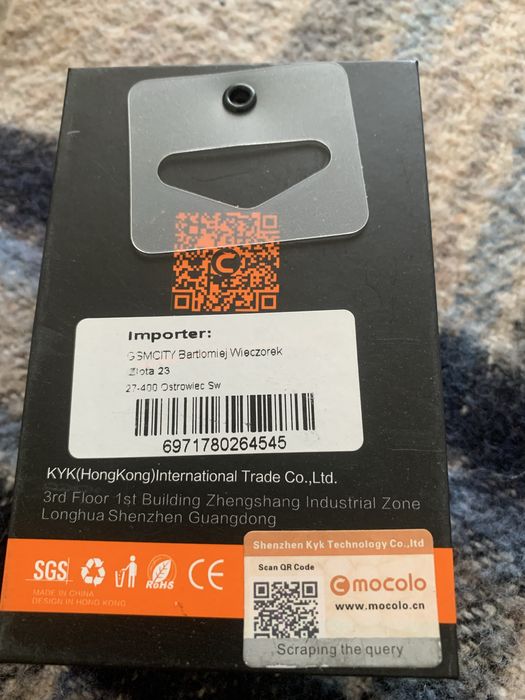 Importer:
GSMCITY Bartlomiej Wieczorek
Zlota 23
27-400 Ostrowiec Sw
6971780264545
KYK(HongKong)International Trade Co.,Ltd.
3rd Floor 1st Building Zhengshang Industrial Zone
Longhua Shenzhen Guangdong
SGS
RoHS
CE
MADE IN CHINA
DESIGN IN HONG KONG
Shenzhen Kyk Technology Co.,ltd
Scan QR Code
mocolo
www.mocolo.cn
Scraping the query